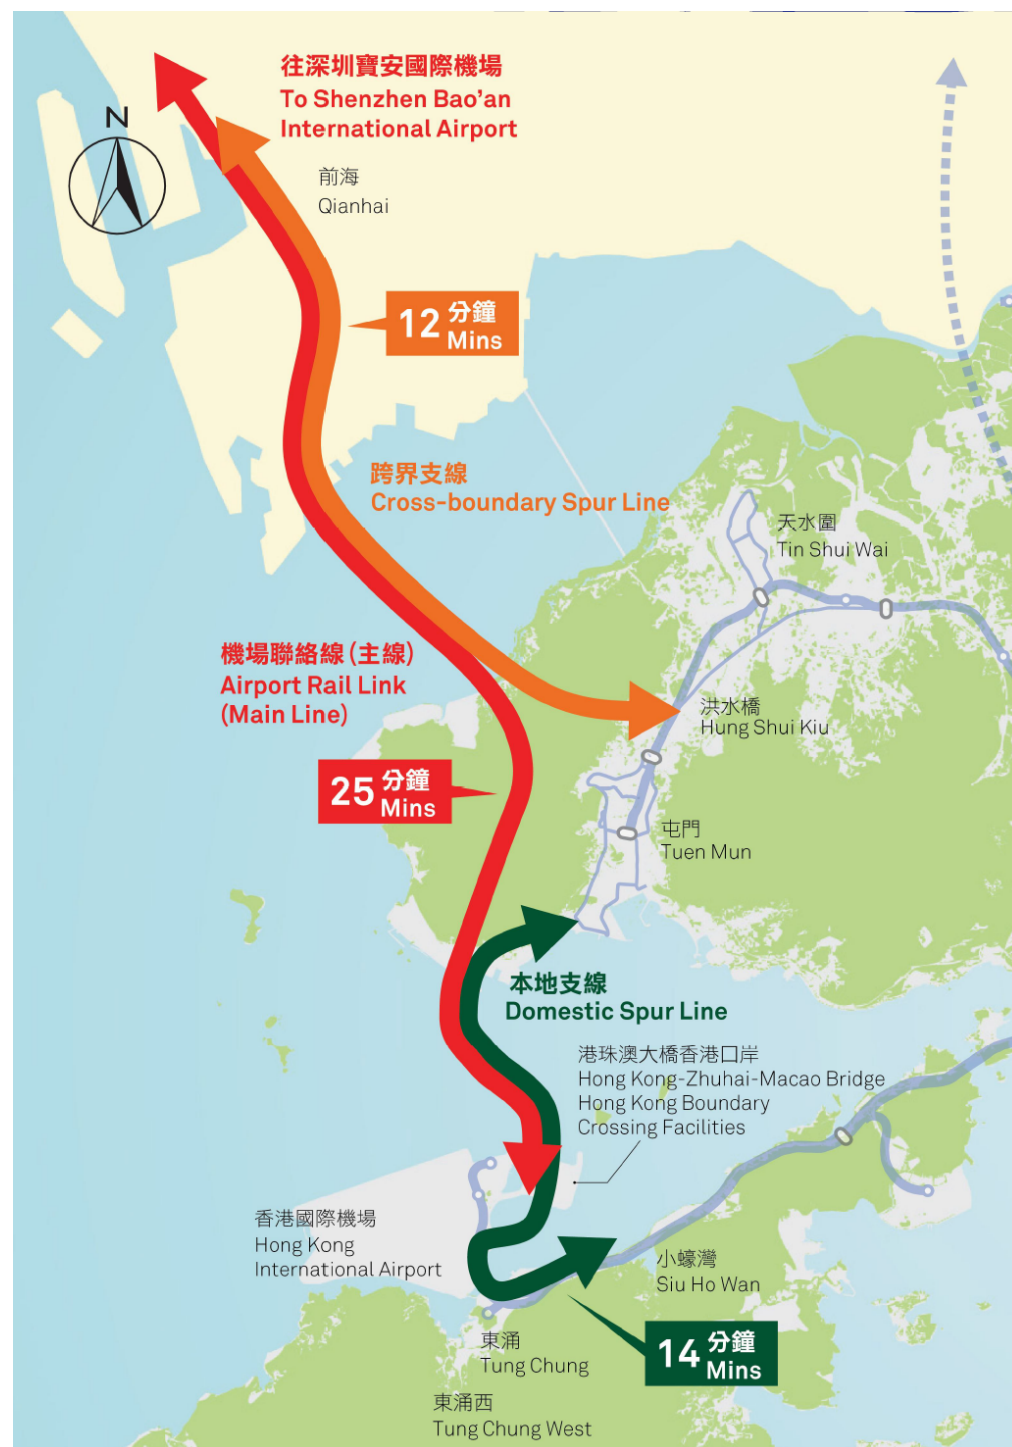 往深圳寶安國際機場
To Shenzhen Bao'an
International Airport
N
前海
Qianhai
12 分鐘
Mins
跨界支線
Cross-boundary Spur Line
天水圍
Tin Shui Wai
機場聯絡線(主線)
Airport Rail Link
(Main Line)
洪水橋
Hung Shui Kiu
25 分鐘
Mins
屯門
Tuen Mun
本地支線
Domestic Spur Line
港珠澳大橋香港口岸
Hong Kong-Zhuhai-Macao Bridge
Hong Kong Boundary
Crossing Facilities
香港國際機場
Hong Kong
International Airport
小蠔灣
Siu Ho Wan
東涌
Tung Chung
14 分鐘
Mins
東涌西
Tung Chung West